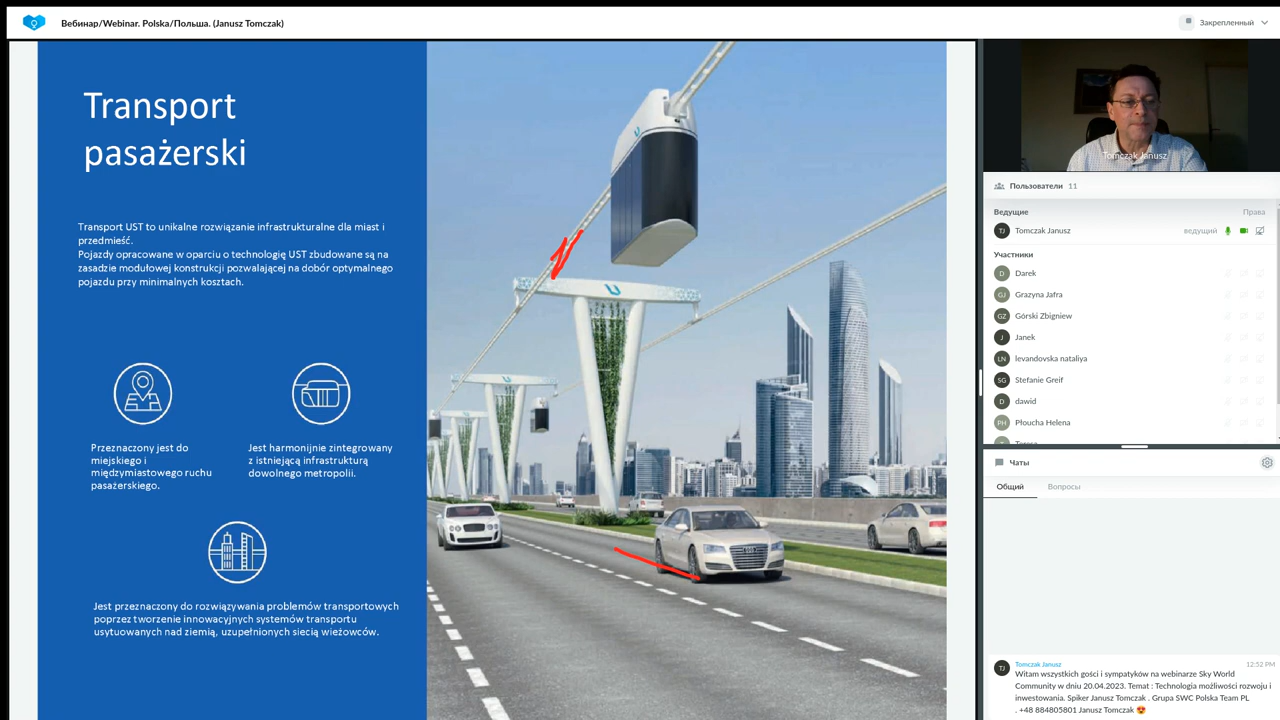 Вебинар/Webinar. Polska/Польша. (Janusz Tomczak)
Закрепленный
Transport
pasażerski
Transport UST to unikalne rozwiązanie infrastrukturalne dla miast i
przedmieść.
Pojazdy opracowane w oparciu o technologię UST zbudowane są na
zasadzie modułowej konstrukcji pozwalającej na dobór optymalnego
pojazdu przy minimalnych kosztach.
Przeznaczony jest do
miejskiego i
międzymiastowego ruchu
pasażerskiego.
Jest harmonijnie zintegrowany
z istniejącą infrastrukturą
dowolnego metropolii.
Jest przeznaczony do rozwiązywania problemów transportowych
poprzez tworzenie innowacyjnych systemów transportu
usytuowanych nad ziemią, uzupełnionych siecią wieżowców.
Tomczak Janusz
Пользователи 11
Ведущие Права
TJ Tomczak Janusz ведущий
Участники
D Darek
GJ Grazyna Jafra
GZ Górski Zbigniew
J Janek
LN levandovska nataliya
SG Stefanie Greif
D dawid
PH Płoucha Helena
Чаты
Общий Вопросы
TJ Tomczak Janusz 12:52 PM
Witam wszystkich gości i sympatyków na webinarze Sky World
Community w dniu 20.04.2023. Temat : Technologia możliwości rozwoju i
inwestowania. Spiker Janusz Tomczak . Grupa SWC Polska Team PL
. +48 884805801 Janusz Tomczak 😍